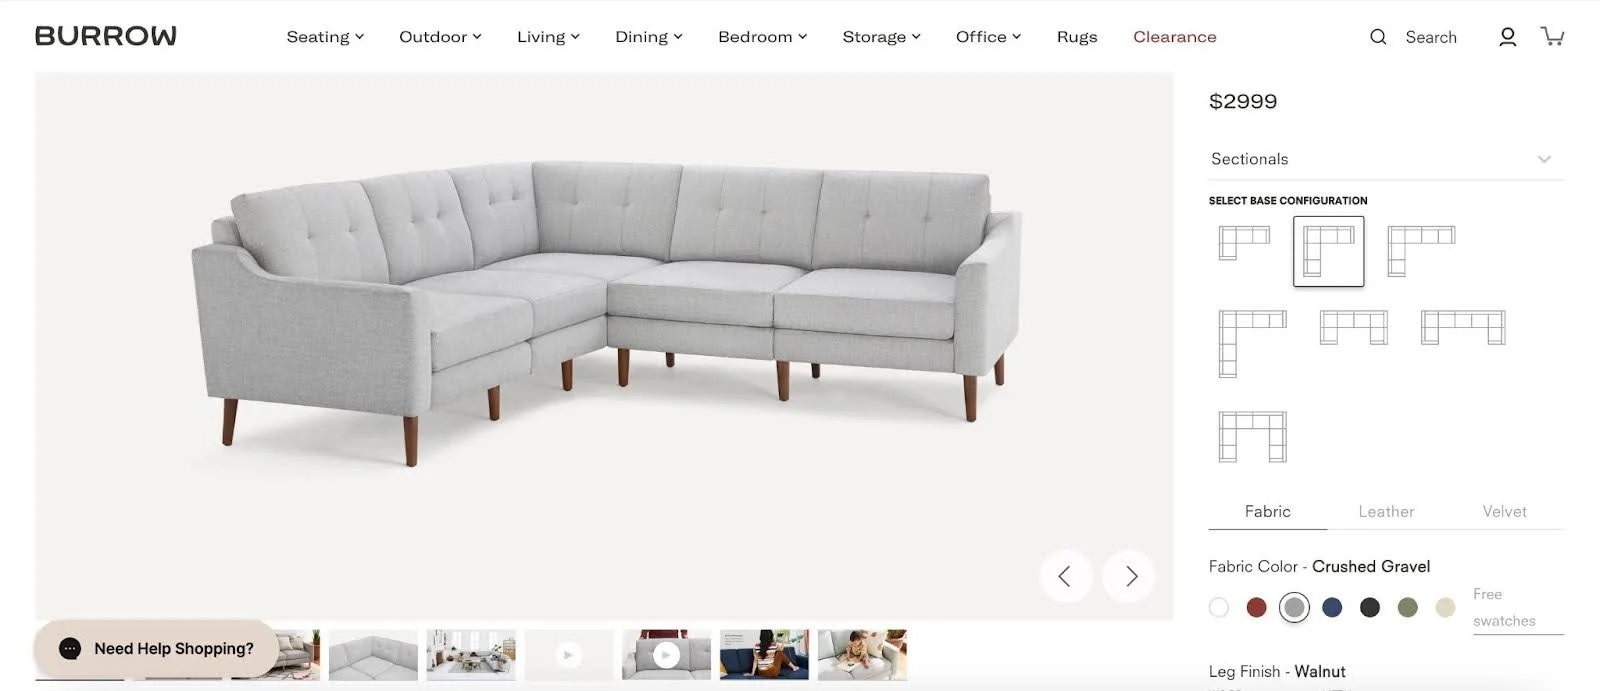 BURROW
Seating Outdoor Living Dining Bedroom Storage Office Rugs Clearance
Search
$2999
Sectionals
SELECT BASE CONFIGURATION
Fabric Leather Velvet
Fabric Color - Crushed Gravel
Free
swatches
Need Help Shopping?
Leg Finish - Walnut